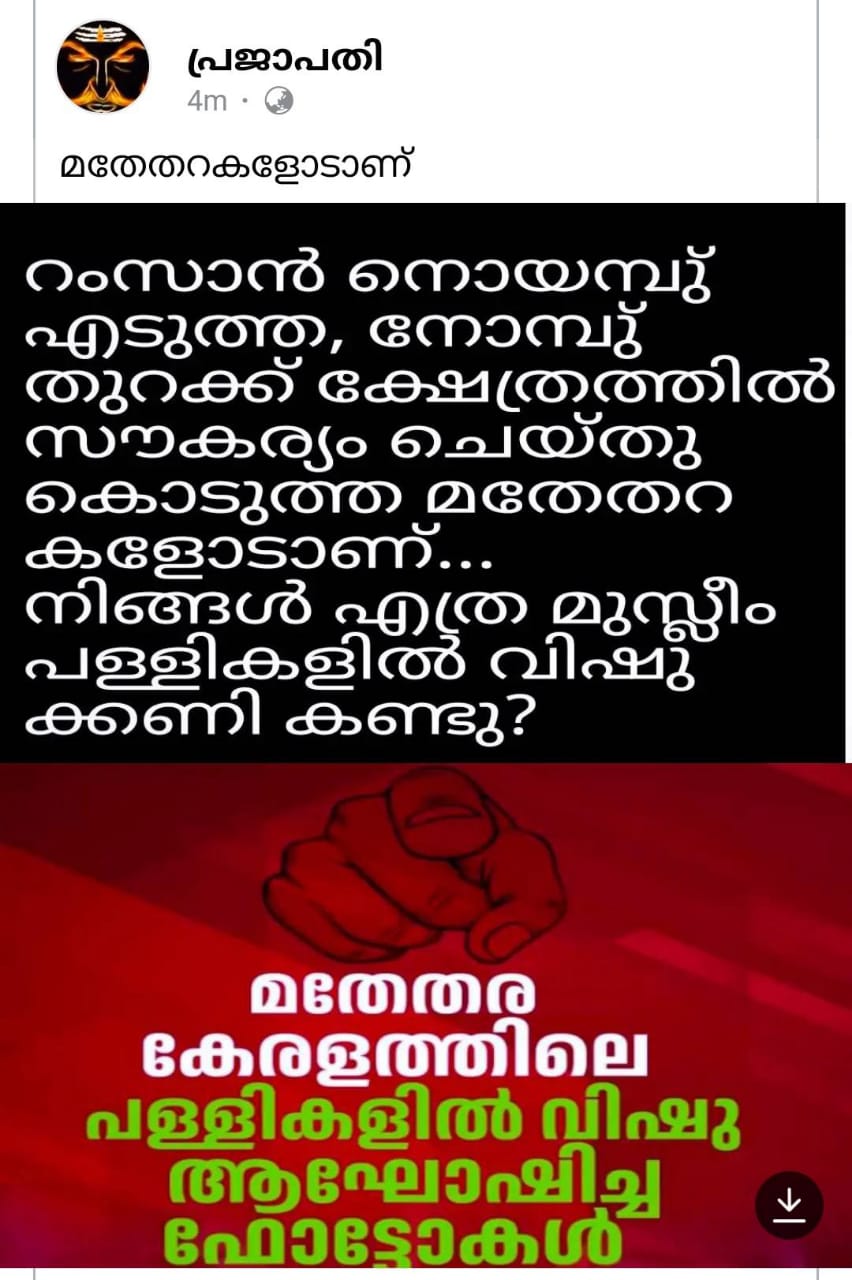 പ്രജാപതി
4m ·
മതേതറകളോടാണ്
റംസാൻ നൊയമ്പു്
എടുത്ത, നോമ്പു്
തുറക്ക് ക്ഷേത്രത്തിൽ
സൗകര്യം ചെയ്തു
കൊടുത്ത മതേതറ
കളോടാണ്...
നിങ്ങൾ എത്ര മുസ്ലീം
പള്ളികളിൽ വിഷു്
ക്കണി കണ്ടു?
മതേതര
കേരളത്തിലെ
പള്ളികളിൽ വിഷു
ആഘോഷിച്ച
ഫോട്ടോകൾ